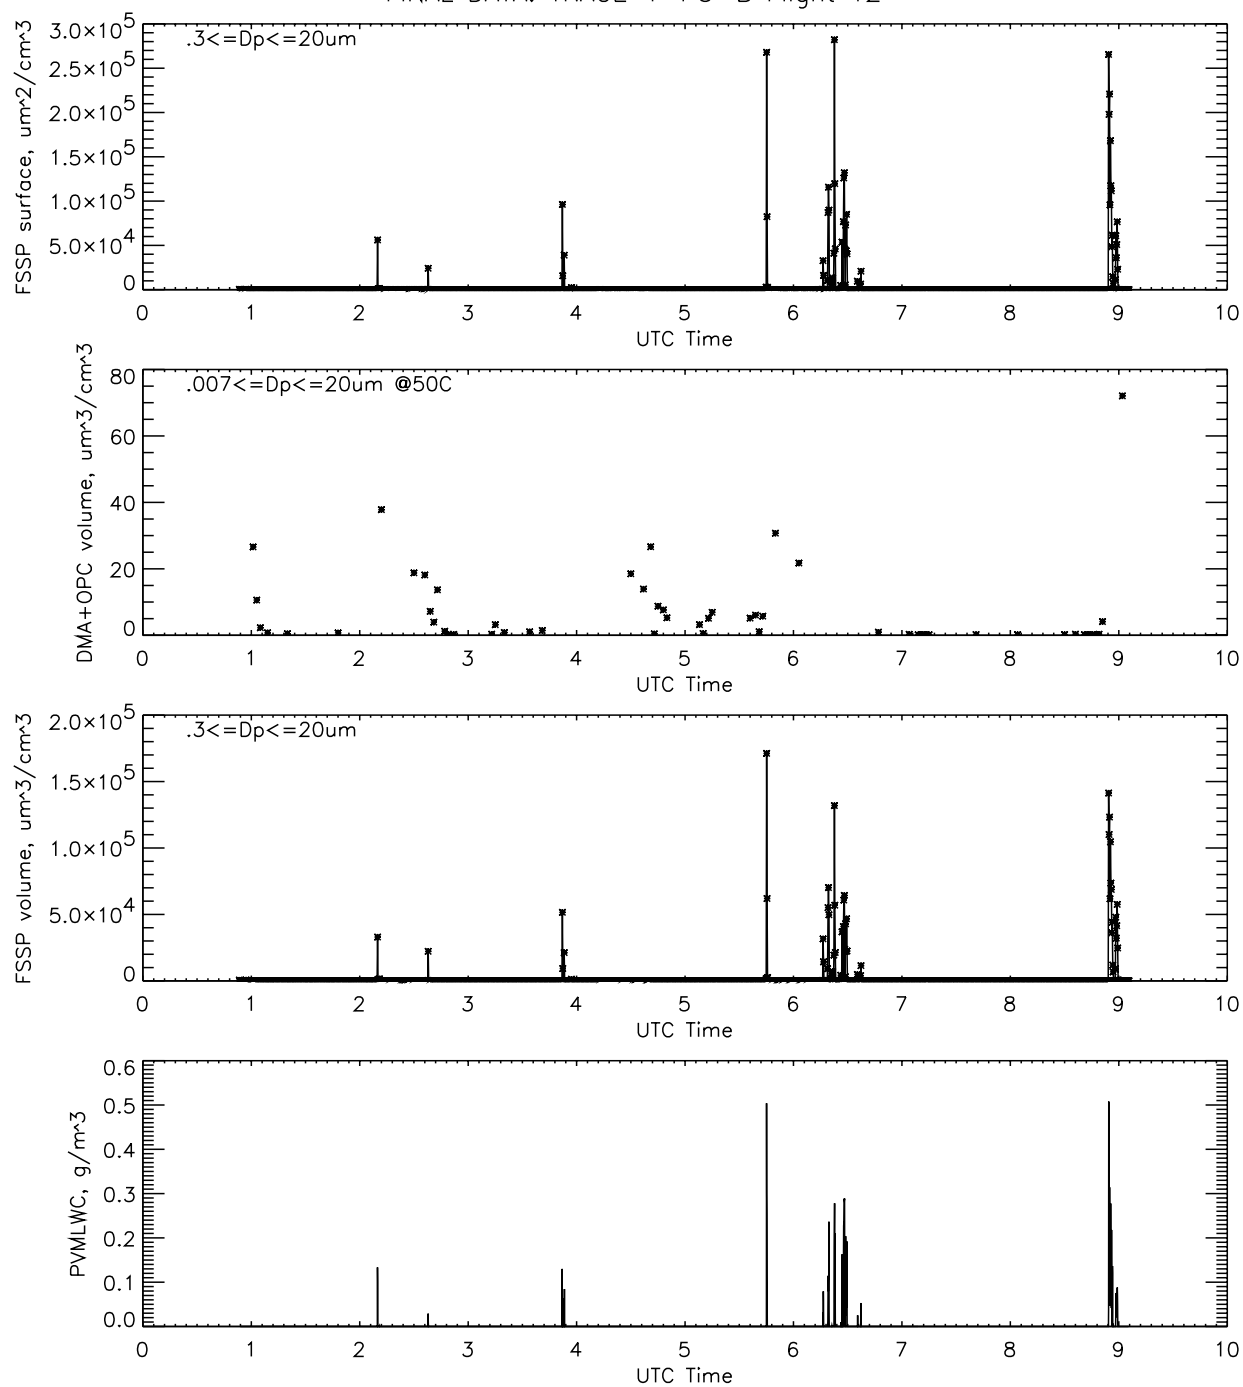 .3<=Dp<=20um
FSSP surface, um^2/cm^3
3.0×10^5
2.5×10^5
2.0×10^5
1.5×10^5
1.0×10^5
5.0×10^4
0
0 1 2 3 4 5 6 7 8 9 10
UTC Time
.007<=Dp<=20um @50C
DMA+OPC volume, um^3/cm^3
80
60
40
20
0
0 1 2 3 4 5 6 7 8 9 10
UTC Time
.3<=Dp<=20um
FSSP volume, um^3/cm^3
2.0×10^5
1.5×10^5
1.0×10^5
5.0×10^4
0
0 1 2 3 4 5 6 7 8 9 10
UTC Time
PVMLWC, g/m^3
0.6
0.5
0.4
0.3
0.2
0.1
0.0
0 1 2 3 4 5 6 7 8 9 10
UTC Time